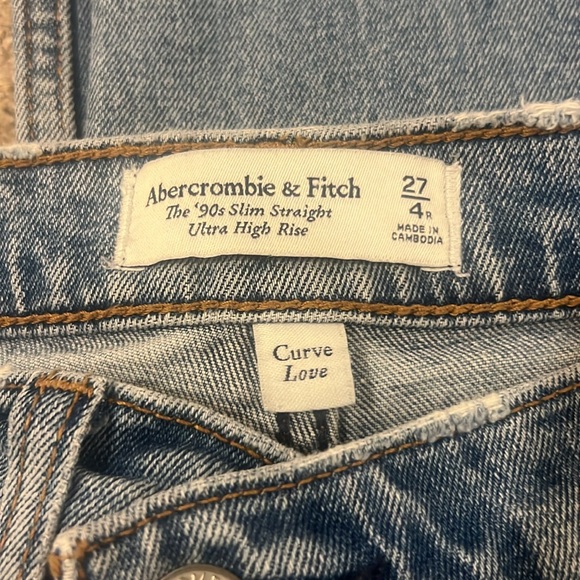 Abercrombie & Fitch
The '90s Slim Straight
Ultra High Rise
27
4R
MADE IN
CAMBODIA
Curve
Love